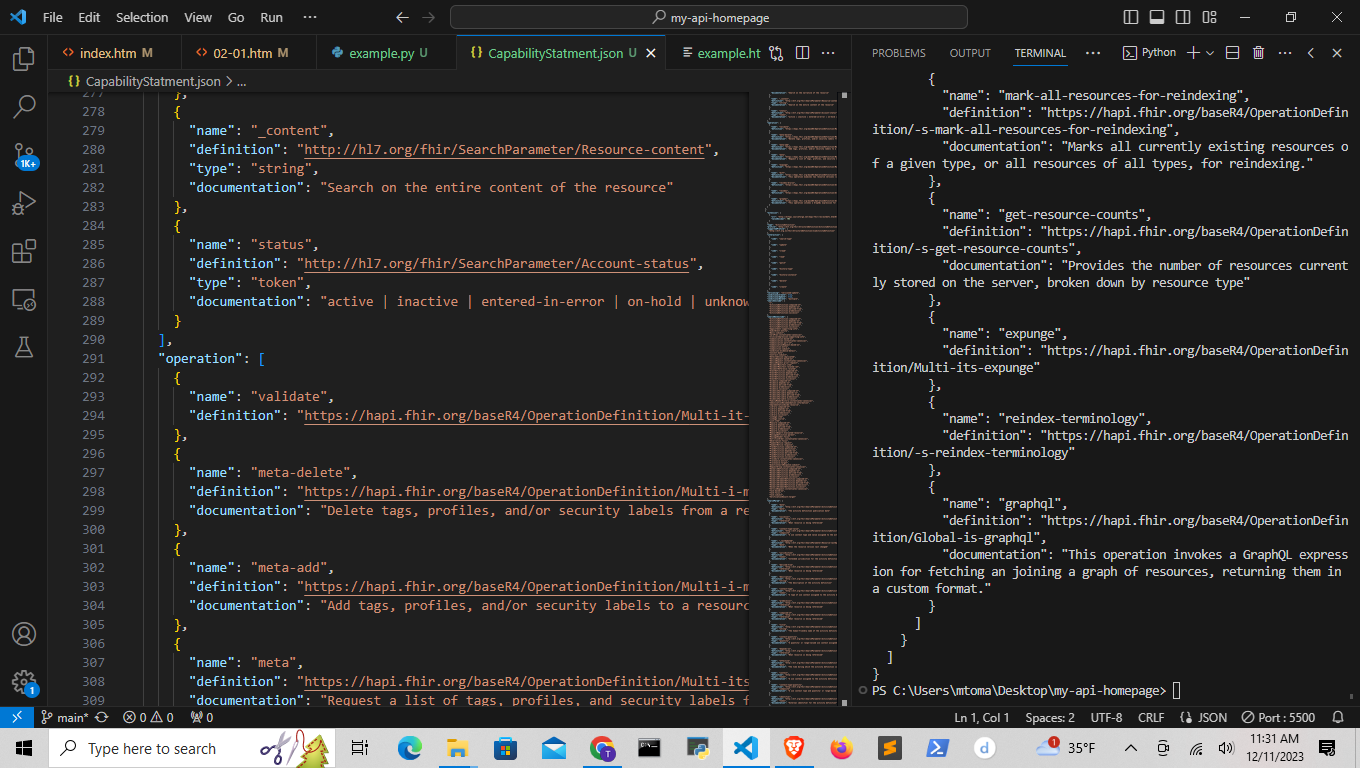 File Edit Selection View Go Run ··· my-api-homepage
index.htm M 02-01.htm M example.py U CapabilityStatment.json U example.ht
CapabilityStatment.json > ...
277 },
278 {
279 "name": "_content",
280 "definition": "http://hl7.org/fhir/SearchParameter/Resource-content",
281 "type": "string",
282 "documentation": "Search on the entire content of the resource"
283 },
284 {
285 "name": "status",
286 "definition": "http://hl7.org/fhir/SearchParameter/Account-status",
287 "type": "token",
288 "documentation": "active | inactive | entered-in-error | on-hold | unknow
289 }
290 ],
291 "operation": [
292 {
293 "name": "validate",
294 "definition": "https://hapi.fhir.org/baseR4/OperationDefinition/Multi-it-
295 },
296 {
297 "name": "meta-delete",
298 "definition": "https://hapi.fhir.org/baseR4/OperationDefinition/Multi-i-m
299 "documentation": "Delete tags, profiles, and/or security labels from a re
300 },
301 {
302 "name": "meta-add",
303 "definition": "https://hapi.fhir.org/baseR4/OperationDefinition/Multi-i-m
304 "documentation": "Add tags, profiles, and/or security labels to a resourc
305 },
306 {
307 "name": "meta",
308 "definition": "https://hapi.fhir.org/baseR4/OperationDefinition/Multi-its
309 "documentation": "Request a list of tags, profiles, and security labels f
PROBLEMS OUTPUT TERMINAL ··· Python
{
"name": "mark-all-resources-for-reindexing",
"definition": "https://hapi.fhir.org/baseR4/OperationDefin
ition/-s-mark-all-resources-for-reindexing",
"documentation": "Marks all currently existing resources o
f a given type, or all resources of all types, for reindexing."
},
{
"name": "get-resource-counts",
"definition": "https://hapi.fhir.org/baseR4/OperationDefin
ition/-s-get-resource-counts",
"documentation": "Provides the number of resources current
ly stored on the server, broken down by resource type"
},
{
"name": "expunge",
"definition": "https://hapi.fhir.org/baseR4/OperationDefin
ition/Multi-its-expunge"
},
{
"name": "reindex-terminology",
"definition": "https://hapi.fhir.org/baseR4/OperationDefin
ition/-s-reindex-terminology"
},
{
"name": "graphql",
"definition": "https://hapi.fhir.org/baseR4/OperationDefin
ition/Global-is-graphql",
"documentation": "This operation invokes a GraphQL express
ion for fetching an joining a graph of resources, returning them in
a custom format."
}
]
}
]
}
PS C:\Users\mtoma\Desktop\my-api-homepage>
1K+
1
main* 0 0 0 Ln 1, Col 1 Spaces: 2 UTF-8 CRLF JSON Port : 5500
Type here to search T d 1 35°F 11:31 AM
12/11/2023